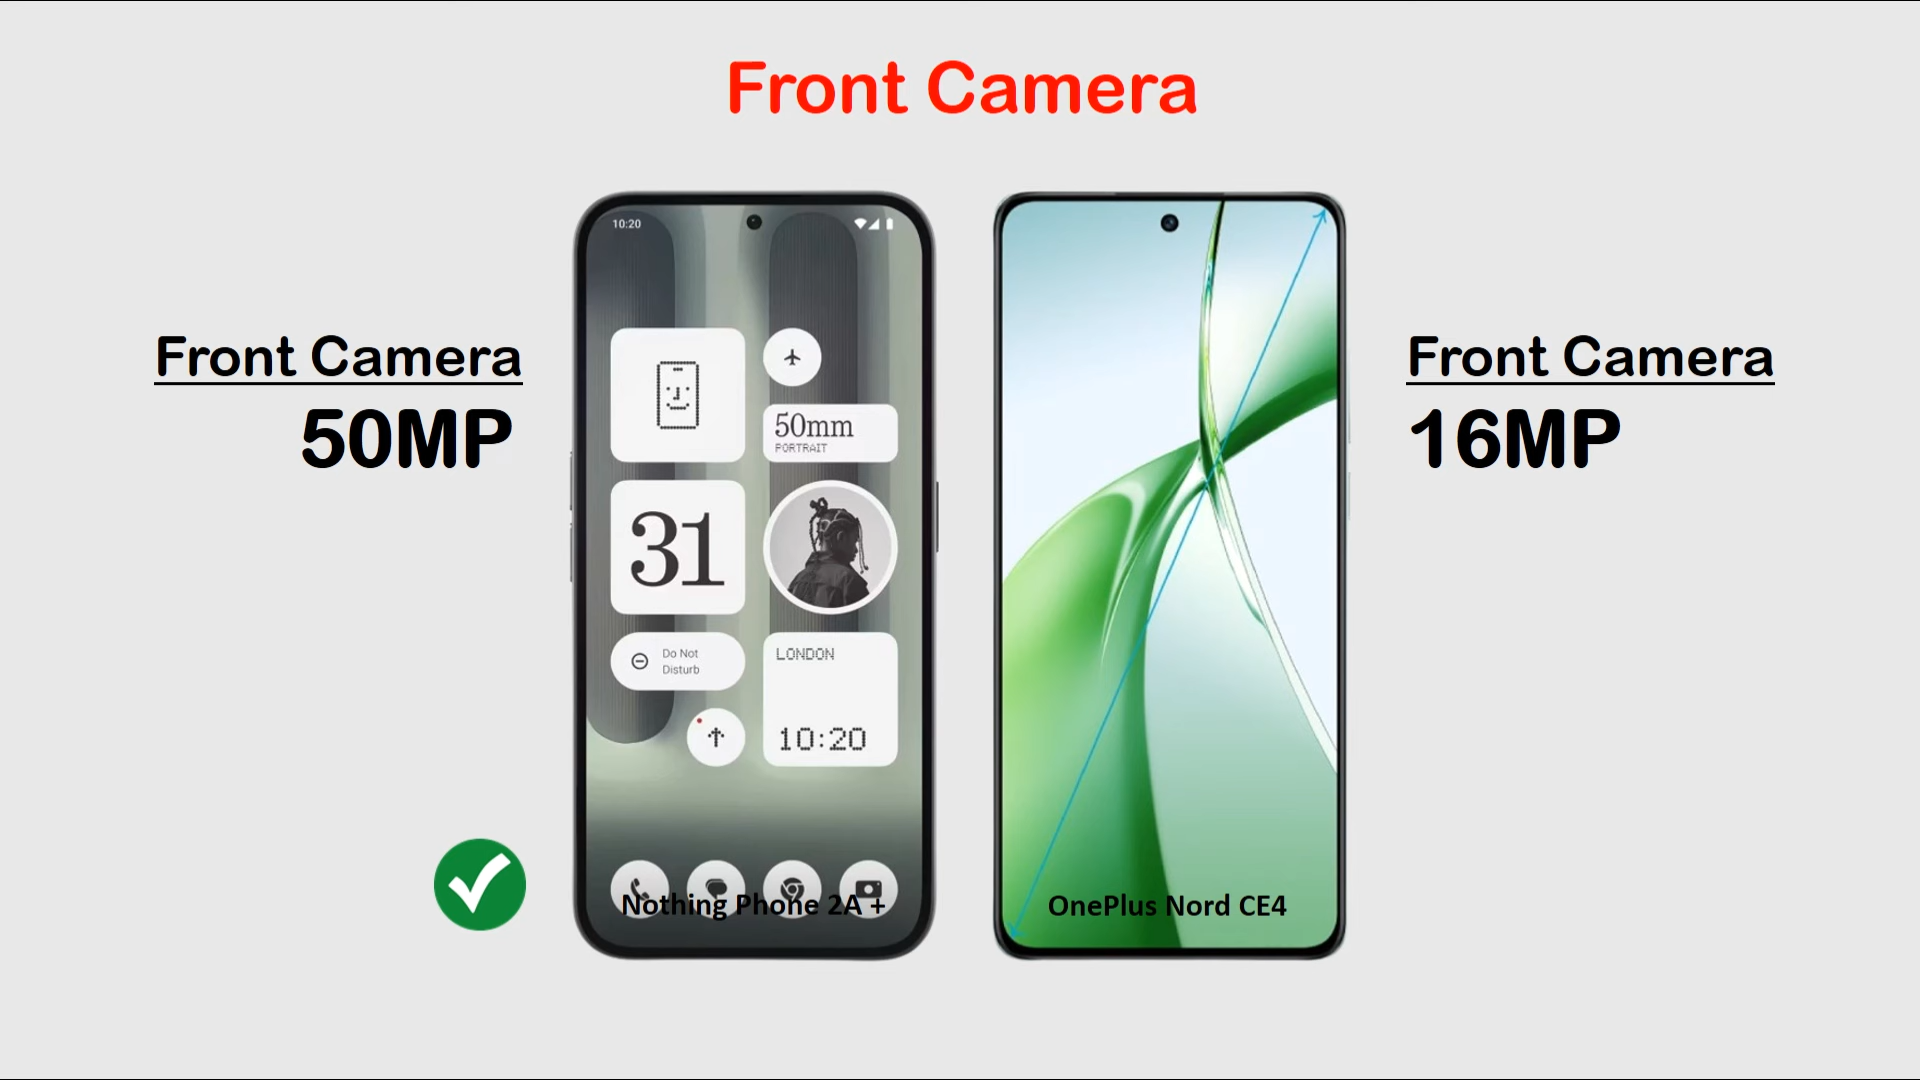 Front Camera
Front Camera
50MP
10:20
50mm
PORTRAIT
31
Do Not
Disturb
LONDON
10:20
Nothing Phone 2A +
OnePlus Nord CE4
Front Camera
16MP